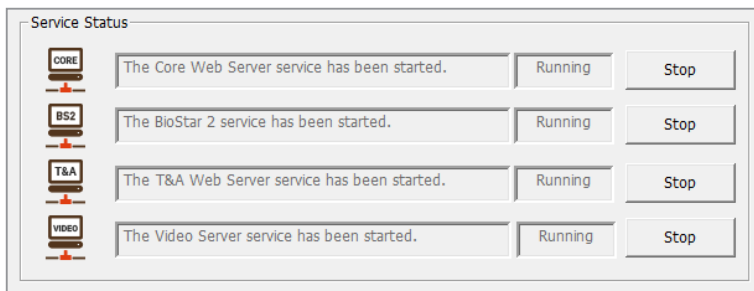 Service Status
CORE The Core Web Server service has been started. Running Stop
BS2 The BioStar 2 service has been started. Running Stop
T&A The T&A Web Server service has been started. Running Stop
VIDEO The Video Server service has been started. Running Stop